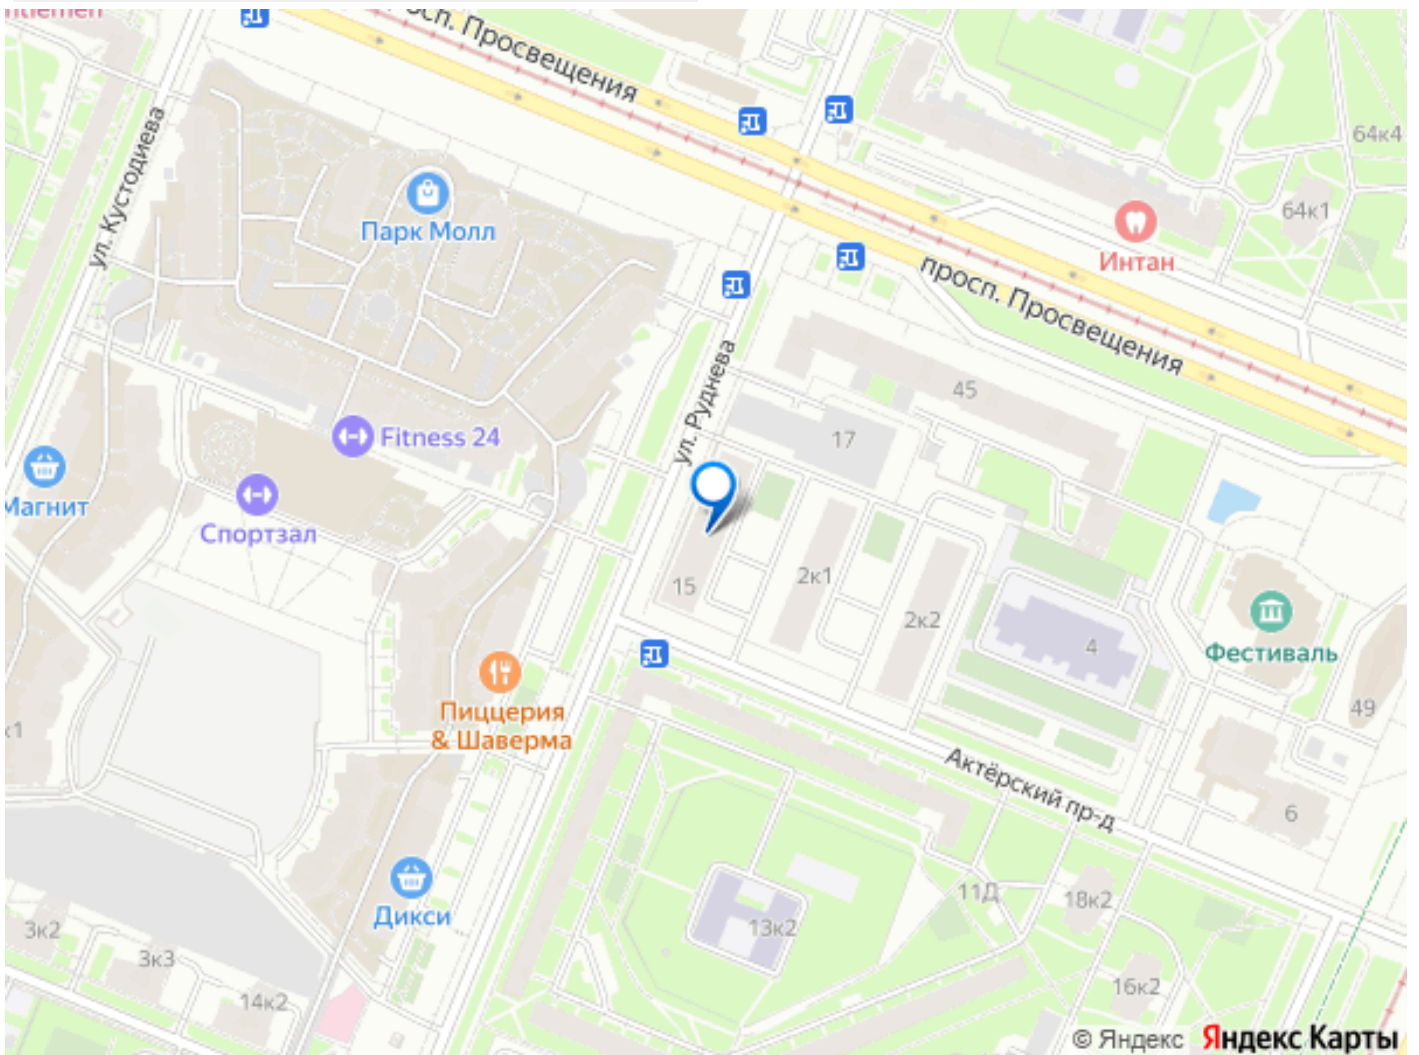 просп. Просвещения
ул. Кустодиева
64к4
64к1
Парк Молл
Интан
просп. Просвещения
ул. Руднева
45
17
Fitness 24
Магнит
Спортзал
15
2к1
2к2
4
Фестиваль
49
Пиццерия
& Шаверма
к1
Актёрский пр-д
6
Дикси
11Д
18к2
13к2
3к2
3к3
14к2
16к2
© Яндекс Яндекс Карты